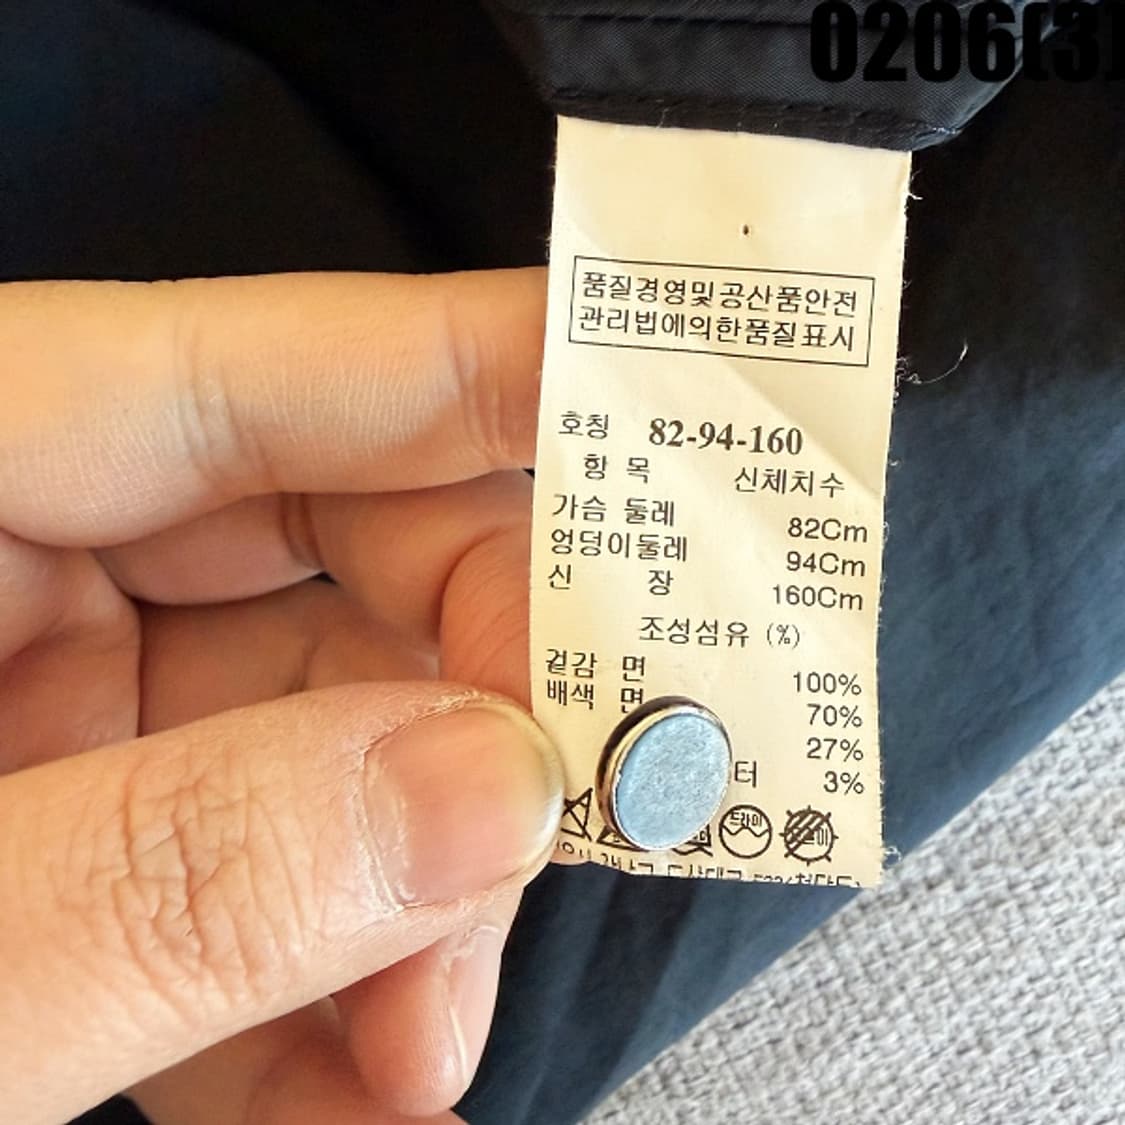 0206(3)
품질경영및공산품안전
관리법에의한품질표시
호칭 82-94-160
항 목 신체치수
가슴 둘레 82Cm
엉덩이둘레 94Cm
신 장 160Cm
조성섬유 (%)
겉감 면 100%
배색 면 70%
27%
터 3%
드라이